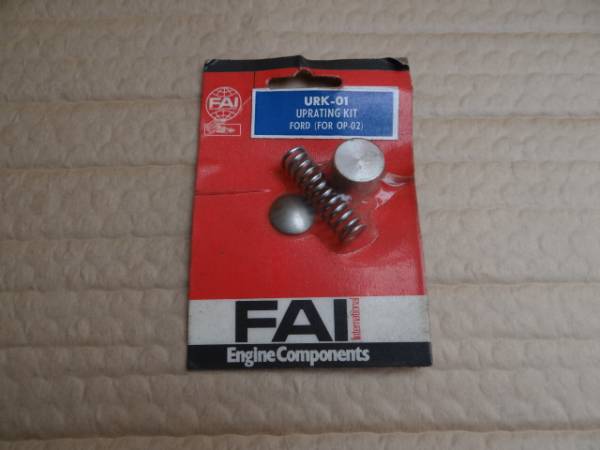 FAI
URK-01
UPRATING KIT
FORD (FOR OP-02)
FAI
International
Engine Components